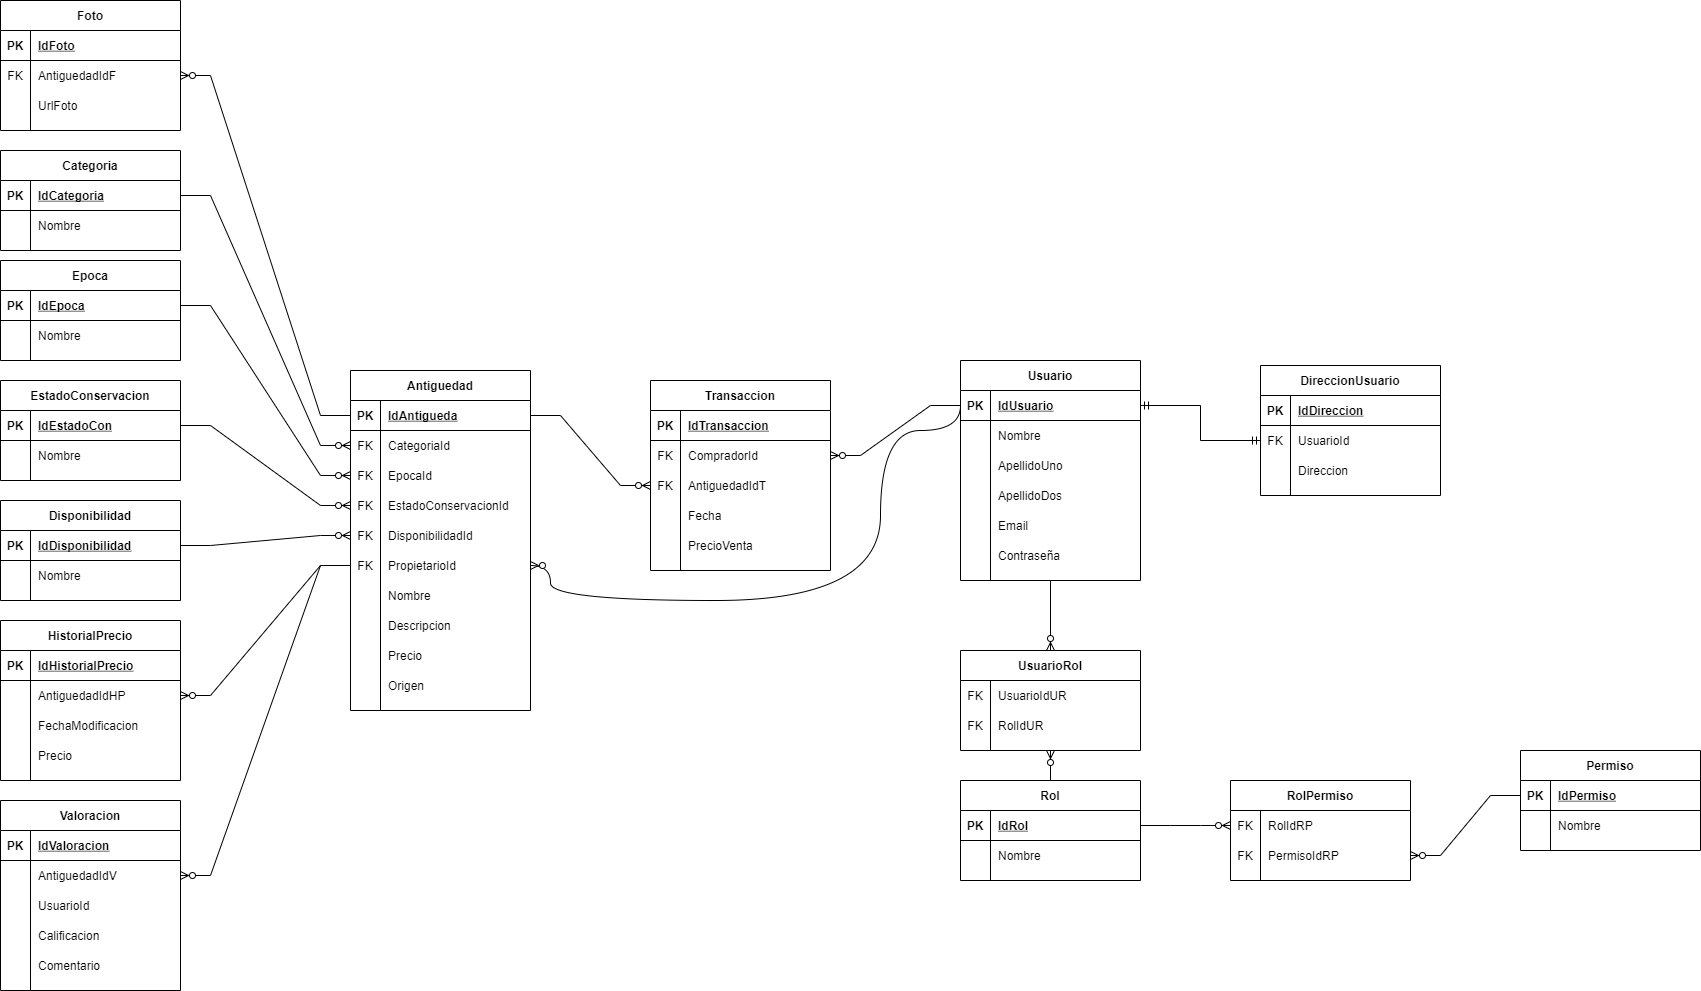 Foto
PK IdFoto
FK AntiguedadIdF
UrlFoto
Categoria
PK IdCategoria
Nombre
Epoca
PK IdEpoca
Nombre
EstadoConservacion
PK IdEstadoCon
Nombre
Disponibilidad
PK IdDisponibilidad
Nombre
HistorialPrecio
PK IdHistorialPrecio
AntiguedadIdHP
FechaModificacion
Precio
Valoracion
PK IdValoracion
AntiguedadIdV
UsuarioId
Calificacion
Comentario
Antiguedad
PK IdAntigueda
FK CategoriaId
FK EpocaId
FK EstadoConservacionId
FK DisponibilidadId
FK PropietarioId
Nombre
Descripcion
Precio
Origen
Transaccion
PK IdTransaccion
FK CompradorId
FK AntiguedadIdT
Fecha
PrecioVenta
Usuario
PK IdUsuario
Nombre
ApellidoUno
ApellidoDos
Email
Contraseña
DireccionUsuario
PK IdDireccion
FK UsuarioId
Direccion
UsuarioRol
FK UsuarioIdUR
FK RolIdUR
Rol
PK IdRol
Nombre
RolPermiso
FK RolIdRP
FK PermisoIdRP
Permiso
PK IdPermiso
Nombre